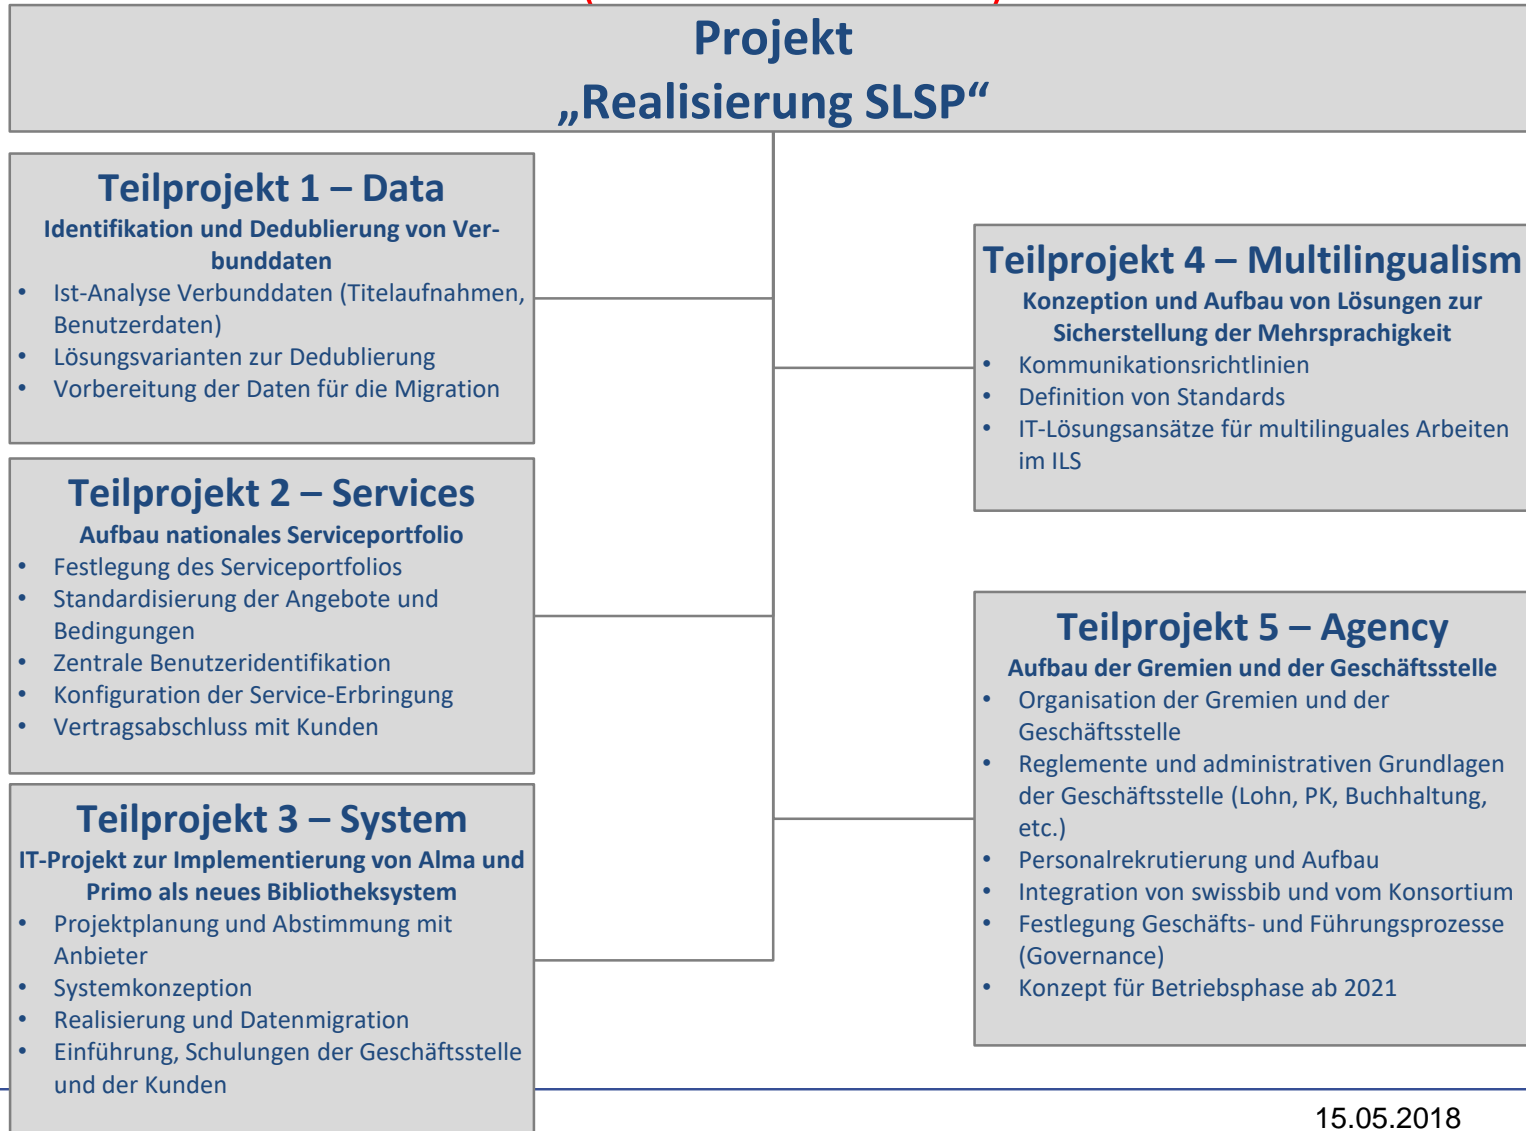 Projekt
„Realisierung SLSP“
Teilprojekt 1 – Data
Identifikation und Dedublierung von Ver-
bunddaten
• Ist-Analyse Verbunddaten (Titelaufnahmen,
Benutzerdaten)
• Lösungsvarianten zur Dedublierung
• Vorbereitung der Daten für die Migration
Teilprojekt 2 – Services
Aufbau nationales Serviceportfolio
• Festlegung des Serviceportfolios
• Standardisierung der Angebote und
Bedingungen
• Zentrale Benutzeridentifikation
• Konfiguration der Service-Erbringung
• Vertragsabschluss mit Kunden
Teilprojekt 3 – System
IT-Projekt zur Implementierung von Alma und
Primo als neues Bibliotheksystem
• Projektplanung und Abstimmung mit
Anbieter
• Systemkonzeption
• Realisierung und Datenmigration
• Einführung, Schulungen der Geschäftsstelle
und der Kunden
Teilprojekt 4 – Multilingualism
Konzeption und Aufbau von Lösungen zur
Sicherstellung der Mehrsprachigkeit
• Kommunikationsrichtlinien
• Definition von Standards
• IT-Lösungsansätze für multilinguales Arbeiten
im ILS
Teilprojekt 5 – Agency
Aufbau der Gremien und der Geschäftsstelle
• Organisation der Gremien und der
Geschäftsstelle
• Reglemente und administrativen Grundlagen
der Geschäftsstelle (Lohn, PK, Buchhaltung,
etc.)
• Personalrekrutierung und Aufbau
• Integration von swissbib und vom Konsortium
• Festlegung Geschäfts- und Führungsprozesse
(Governance)
• Konzept für Betriebsphase ab 2021
15.05.2018